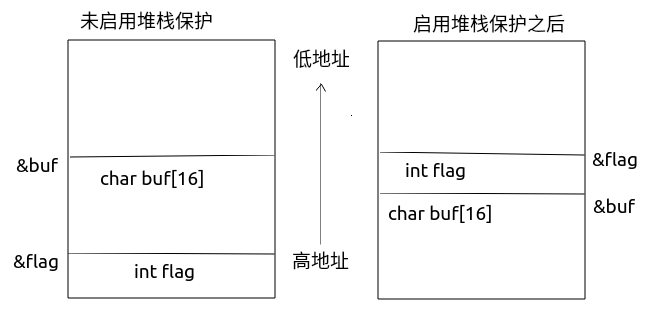 未启用堆栈保护
&buf
char buf[16]
&flag
int flag
低地址
高地址
启用堆栈保护之后
int flag
&flag
char buf[16]
&buf